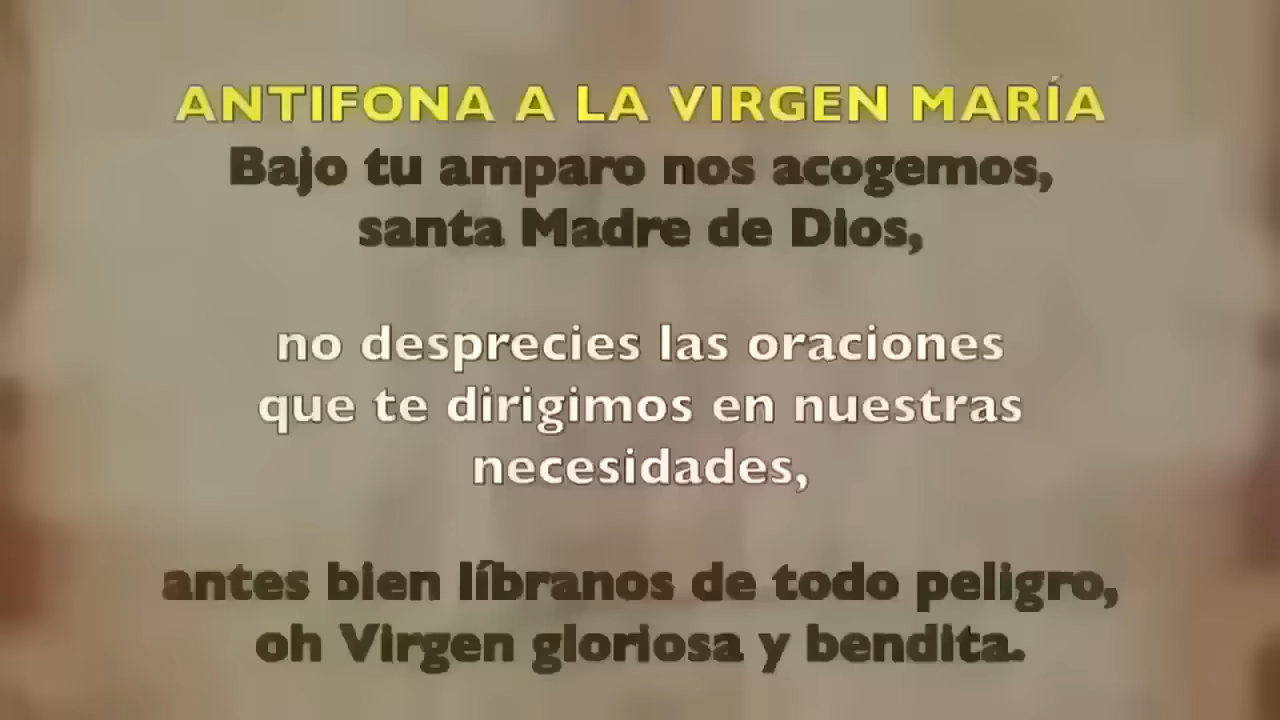 ANTIFONA A LA VIRGEN MARÍA
Bajo tu amparo nos acogemos,
santa Madre de Dios,
no desprecies las oraciones
que te dirigimos en nuestras
necesidades,
antes bien líbranos de todo peligro,
oh Virgen gloriosa y bendita.